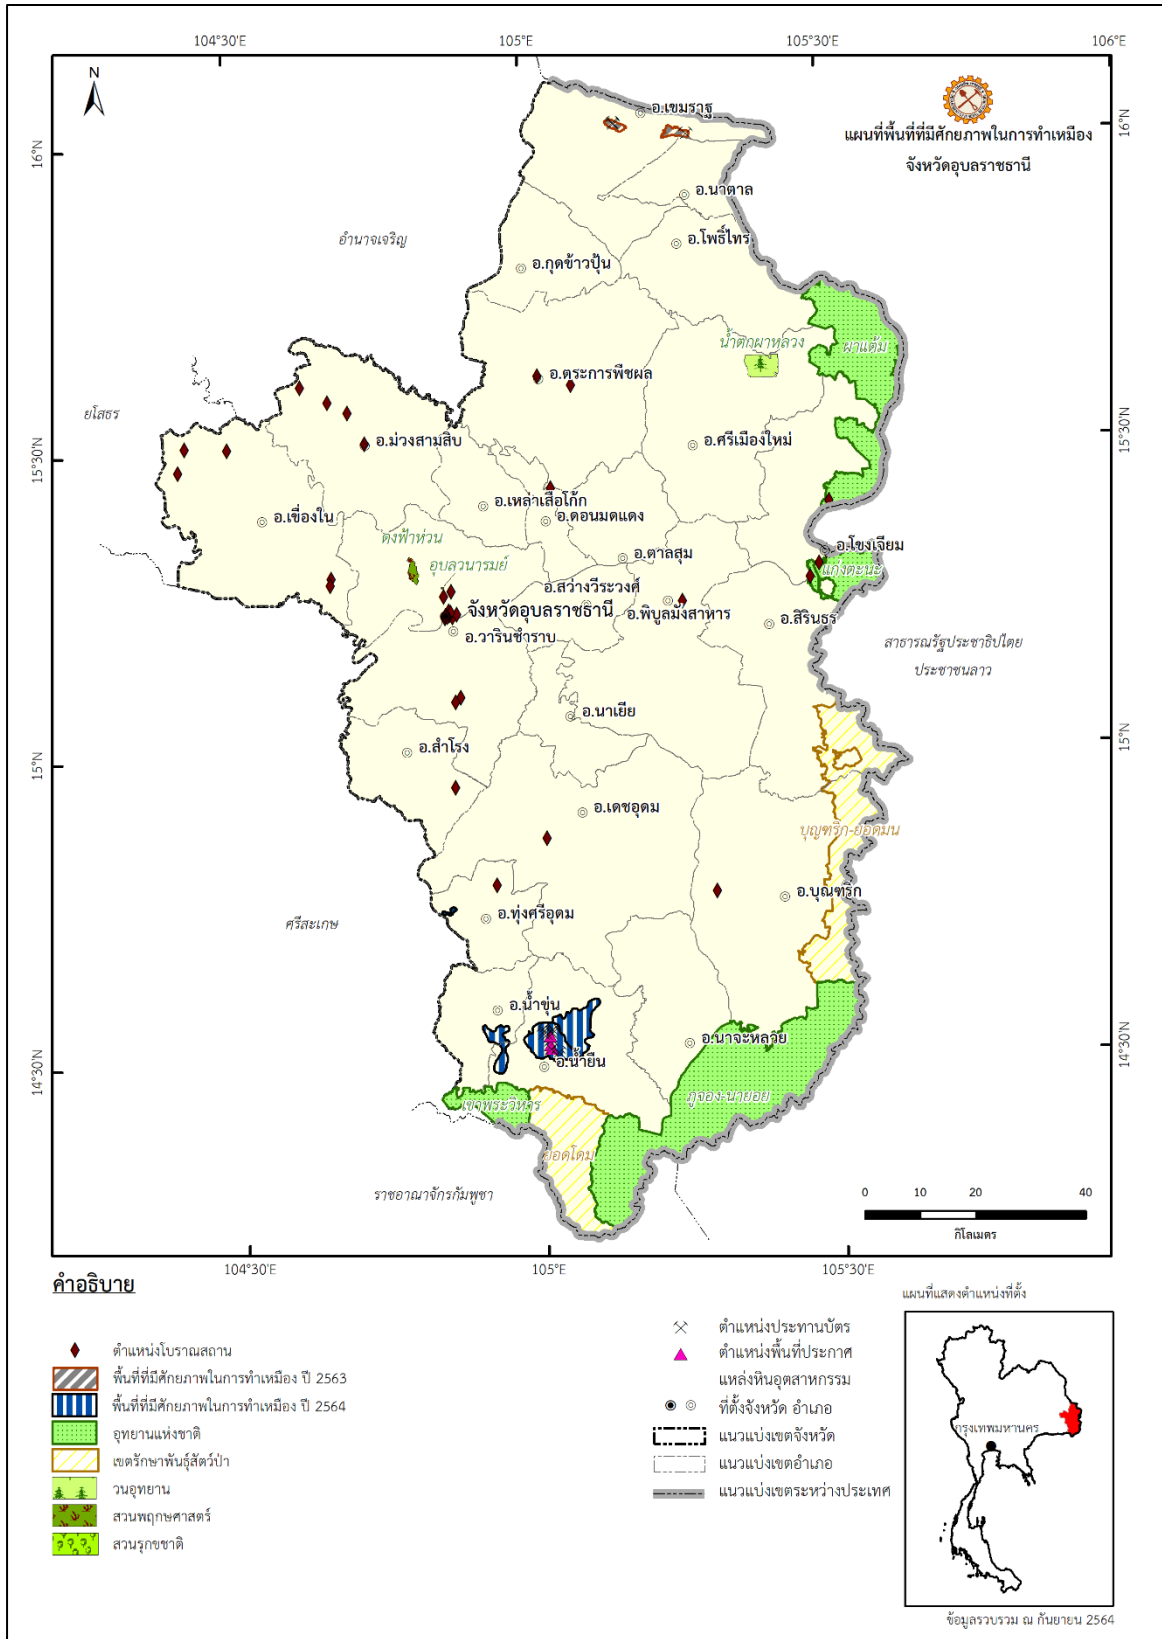 104°30'E
105°E
105°30'E
106°E
N
16°N
16°N
แผนที่พื้นที่ที่มีศักยภาพในการทำเหมือง
จังหวัดอุบลราชธานี
อ.เขมราฐ
อ.นาตาล
อำนาจเจริญ
อ.โพธิ์ไทร
อ.กุดข้าวปุ้น
น้ำตกผาหลวง
ผาแต้ม
อ.ตระการพืชผล
ยโสธร
อ.ม่วงสามสิบ
อ.ศรีเมืองใหม่
15°30'N
15°30'N
อ.เหล่าเสือโก้ก
อ.ดอนมดแดง
อ.เขื่องใน
ดงฟ้าห่วน
อ.โขงเจียม
อ.ตาลสุม
อุบลวนารมย์
แก่งตะนะ
อ.สว่างวีระวงศ์
จังหวัดอุบลราชธานี
อ.พิบูลมังสาหาร
อ.สิรินธร
อ.วารินชำราบ
สาธารณรัฐประชาธิปไตย
ประชาชนลาว
อ.นาเยีย
อ.สำโรง
15°N
15°N
อ.เดชอุดม
บุญฑริก-ยอดมน
อ.บุณฑริก
อ.ทุ่งศรีอุดม
ศรีสะเกษ
อ.น้ำขุ่น
อ.นาจะหลวย
14°30'N
14°30'N
อ.น้ำยืน
ภูจอง-นายอย
เขาพระวิหาร
ยอดโดม
ราชอาณาจักรกัมพูชา
0 10 20 40
กิโลเมตร
104°30'E
105°E
105°30'E
คำอธิบาย
ตำแหน่งโบราณสถาน
พื้นที่ที่มีศักยภาพในการทำเหมือง ปี 2563
พื้นที่ที่มีศักยภาพในการทำเหมือง ปี 2564
อุทยานแห่งชาติ
เขตรักษาพันธุ์สัตว์ป่า
วนอุทยาน
สวนพฤกษศาสตร์
สวนรุกขชาติ
ตำแหน่งประทานบัตร
ตำแหน่งพื้นที่ประกาศ
แหล่งหินอุตสาหกรรม
ที่ตั้งจังหวัด อำเภอ
แนวแบ่งเขตจังหวัด
แนวแบ่งเขตอำเภอ
แนวแบ่งเขตระหว่างประเทศ
แผนที่แสดงตำแหน่งที่ตั้ง
กรุงเทพมหานคร
ข้อมูลรวบรวม ณ กันยายน 2564